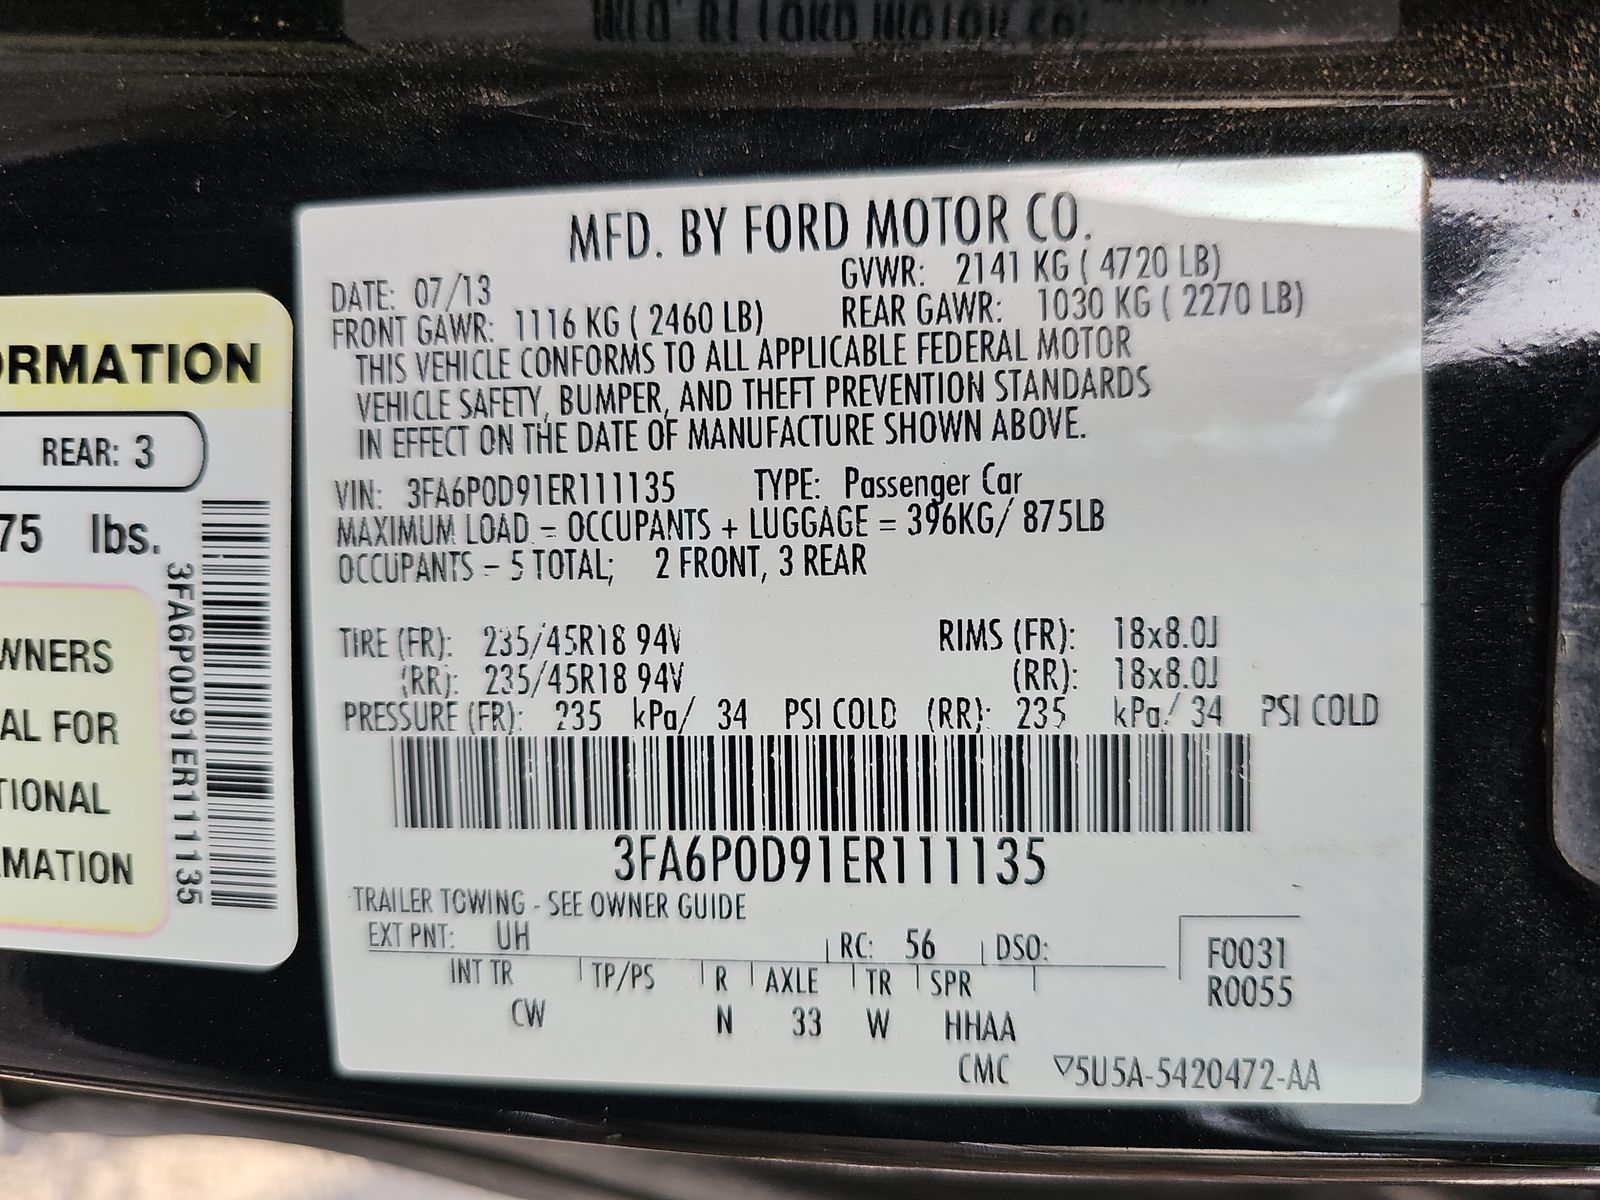 MFD. BY FORD MOTOR CO.
DATE: 07/13
GVWR: 2141 KG ( 4720 LB)
FRONT GAWR: 1116 KG ( 2460 LB)
REAR GAWR: 1030 KG ( 2270 LB)
THIS VEHICLE CONFORMS TO ALL APPLICABLE FEDERAL MOTOR
VEHICLE SAFETY, BUMPER, AND THEFT PREVENTION STANDARDS
IN EFFECT ON THE DATE OF MANUFACTURE SHOWN ABOVE.
VIN: 3FA6P0D91ER111135 TYPE: Passenger Car
MAXIMUM LOAD = OCCUPANTS + LUGGAGE = 396KG/ 875LB
OCCUPANTS - 5 TOTAL; 2 FRONT, 3 REAR
TIRE (FR): 235/45R18 94V RIMS (FR): 18x8.0J
(RR): 235/45R18 94V (RR): 18x8.0J
PRESSURE (FR): 235 kPa/ 34 PSI COLD (RR): 235 kPa/ 34 PSI COLD
3FA6P0D91ER111135
TRAILER TOWING - SEE OWNER GUIDE
EXT PNT: UH RC: 56 DSO:
F0031
R0055
INT TR TP/PS R AXLE TR SPR
CW N 33 W HHAA
CMC ▽5U5A-5420472-AA
ORMATION
REAR: 3
75 lbs.
WNERS
AL FOR
TIONAL
RMATION
3FA6P0D91ER111135